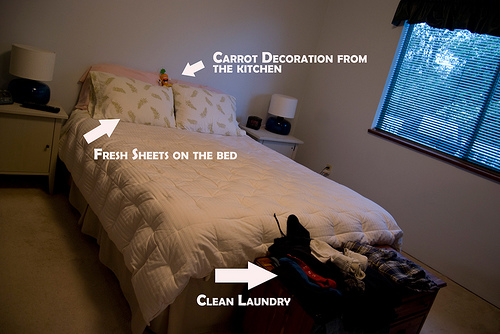 Carrot Decoration from
the kitchen
Fresh Sheets on the bed
Clean Laundry